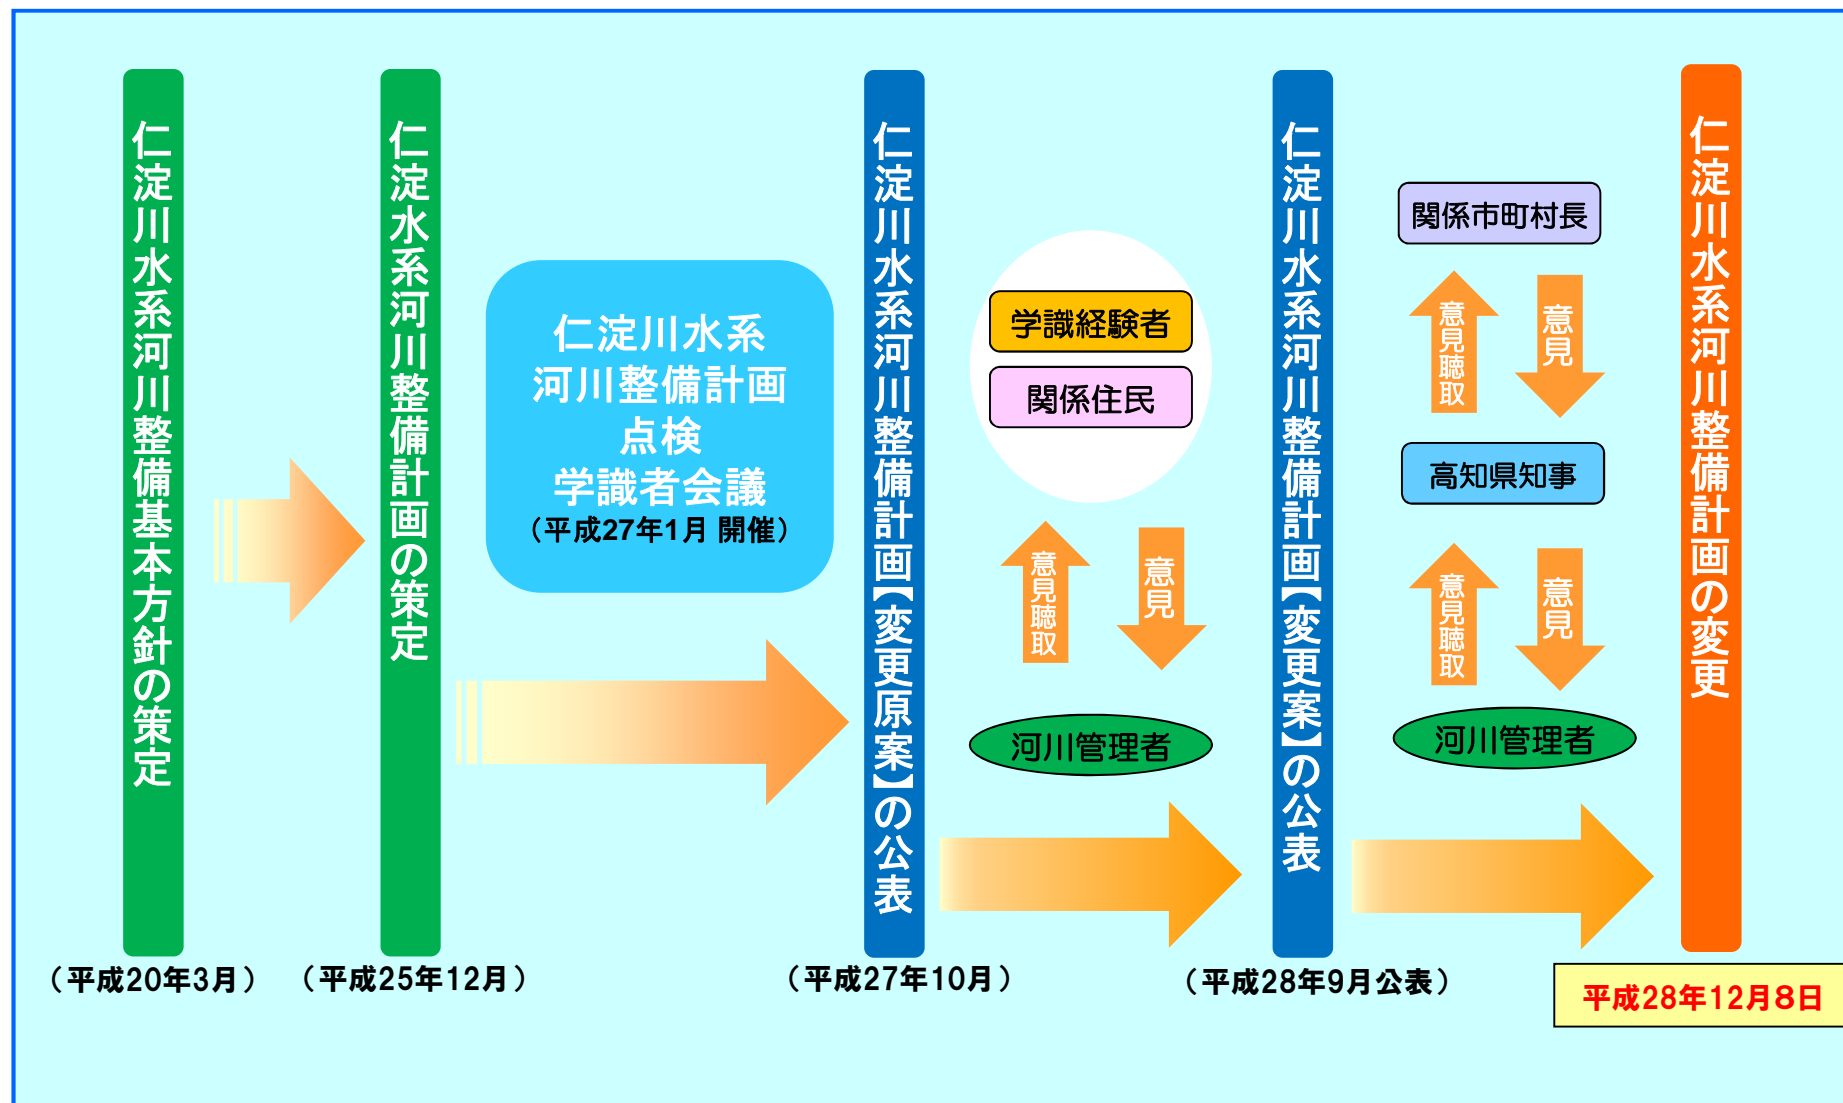 仁淀川水系河川整備基本方針の策定
（平成20年3月）
仁淀水系河川整備計画の策定
（平成25年12月）
仁淀川水系
河川整備計画
点検
学識者会議
（平成27年1月 開催）
仁淀川水系河川整備計画【変更原案】の公表
（平成27年10月）
学識経験者
関係住民
意見聴取
意見
河川管理者
仁淀川水系河川整備計画【変更案】の公表
（平成28年9月公表）
関係市町村長
意見聴取
意見
高知県知事
意見聴取
意見
河川管理者
仁淀川水系河川整備計画の変更
平成28年12月８日